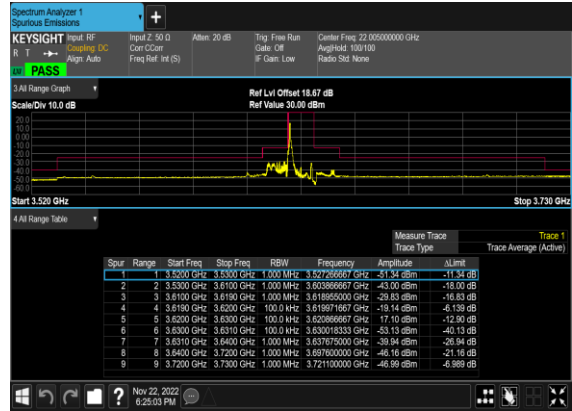 Spectrum Analyzer 1
Spurious Emissions
KEYSIGHT Input: RF Input Z: 50 Ω Atten: 20 dB Trig: Free Run Center Freq: 22.005000000 GHz
R T Coupling: DC Corr CCorr Gate: Off Avg|Hold: 100/100
Align: Auto Freq Ref: Int (S) IF Gain: Low Radio Std: None
PASS
3 All Range Graph
Ref Lvl Offset 18.67 dB
Scale/Div 10.0 dB Ref Value 30.00 dBm
20.0
10.0
0.00
-10.0
-20.0
-30.0
-40.0
-50.0
-60.0
Start 3.520 GHz Stop 3.730 GHz
4 All Range Table
Measure Trace Trace 1
Trace Type Trace Average (Active)
Spur Range Start Freq Stop Freq RBW Frequency Amplitude ΔLimit
1 1 3.5200 GHz 3.5300 GHz 1.000 MHz 3.527266667 GHz -51.34 dBm -11.34 dB
2 2 3.5300 GHz 3.6100 GHz 1.000 MHz 3.603866667 GHz -43.00 dBm -18.00 dB
3 3 3.6100 GHz 3.6190 GHz 1.000 MHz 3.618955000 GHz -29.83 dBm -16.83 dB
4 4 3.6190 GHz 3.6200 GHz 100.0 kHz 3.619971667 GHz -19.14 dBm -6.139 dB
5 5 3.6200 GHz 3.6300 GHz 100.0 kHz 3.620866667 GHz 17.10 dBm -12.90 dB
6 6 3.6300 GHz 3.6310 GHz 100.0 kHz 3.630018333 GHz -53.13 dBm -40.13 dB
7 7 3.6310 GHz 3.6400 GHz 1.000 MHz 3.637675000 GHz -39.94 dBm -26.94 dB
8 8 3.6400 GHz 3.7200 GHz 1.000 MHz 3.697600000 GHz -46.16 dBm -21.16 dB
9 9 3.7200 GHz 3.7300 GHz 1.000 MHz 3.721100000 GHz -46.99 dBm -6.989 dB
Nov 22, 2022
6:25:03 PM